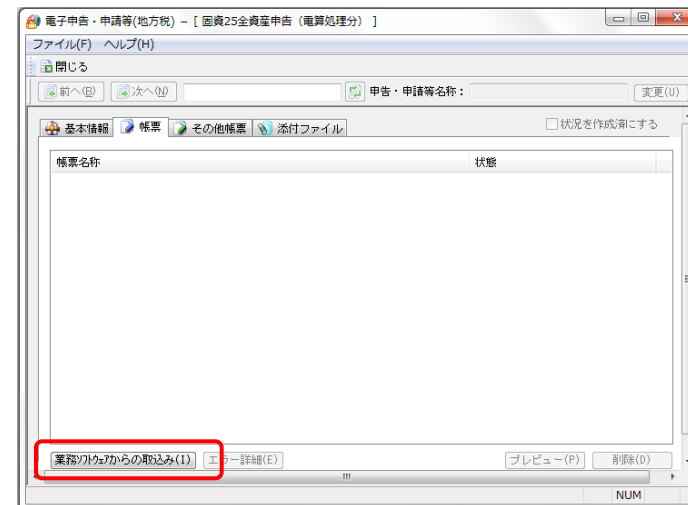 電子申告・申請等(地方税) － [ 固資25全資産申告（電算処理分） ]
ファイル(F) ヘルプ(H)
閉じる
前へ(B) 次へ(N) 申告・申請等名称： 変更(U)
基本情報 帳票 その他帳票 添付ファイル 状況を作成済にする
帳票名称 状態
業務ｿﾌﾄｳｪｱからの取込み(I) エラー詳細(E) プレビュー(P) 削除(D)
NUM